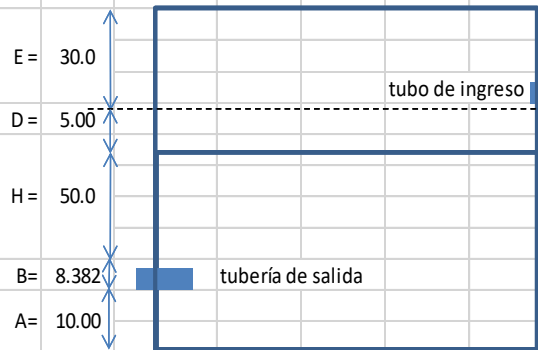 E = 30.0
tubo de ingreso
D = 5.00
H = 50.0
B= 8.382 tubería de salida
A= 10.00